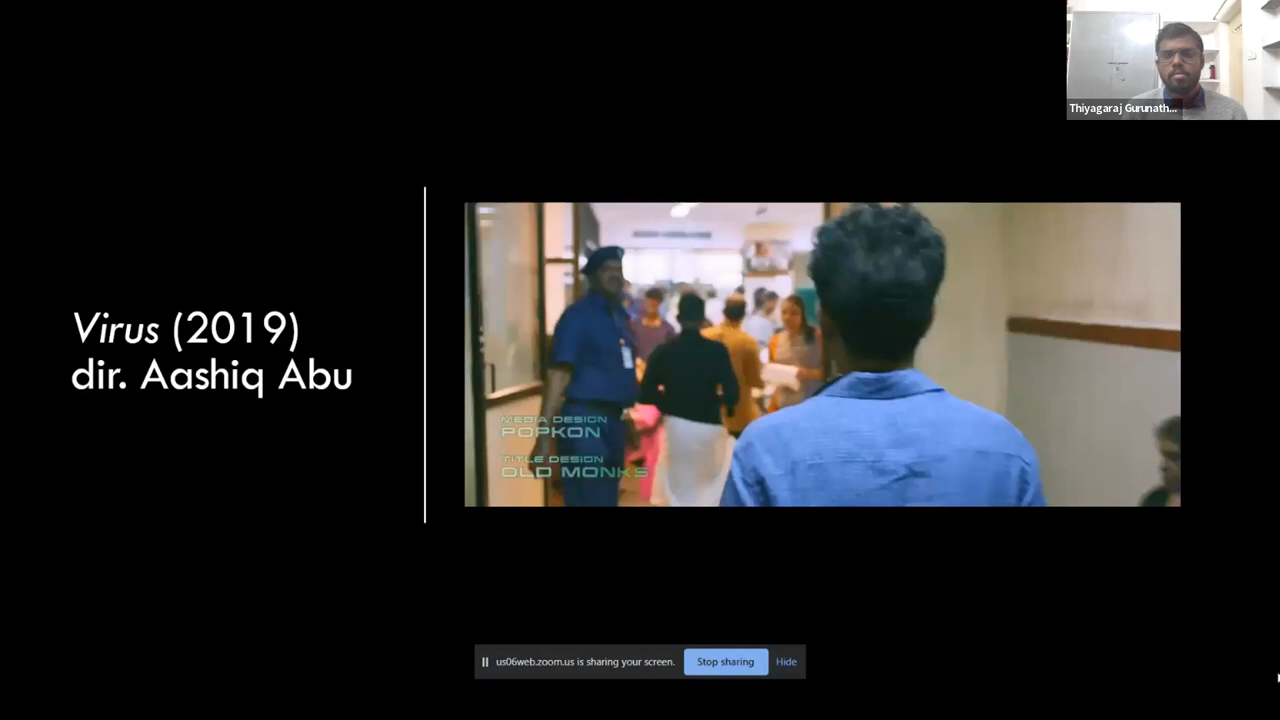 Thiyagaraj Gurunath...
Virus (2019)
dir. Aashiq Abu
MEDIA DESIGN
POPKON
TITLE DESIGN
OLD MONKS
us06web.zoom.us is sharing your screen.
Stop sharing
Hide